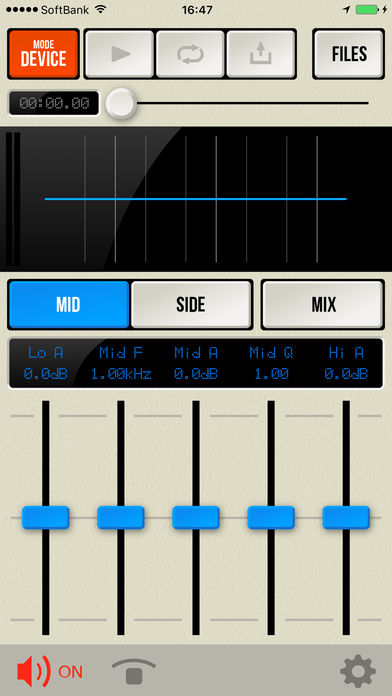 SoftBank 16:47
MODE
DEVICE
FILES
00:00.00
MID SIDE MIX
Lo A Mid F Mid A Mid Q Hi A
0.0dB 1.00kHz 0.0dB 1.00 0.0dB
ON